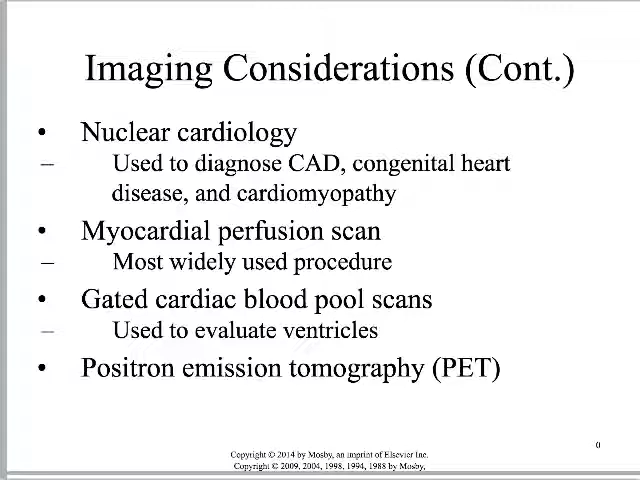 Imaging Considerations (Cont.)
• Nuclear cardiology
– Used to diagnose CAD, congenital heart
disease, and cardiomyopathy
• Myocardial perfusion scan
– Most widely used procedure
• Gated cardiac blood pool scans
– Used to evaluate ventricles
• Positron emission tomography (PET)
0
Copyright © 2014 by Mosby, an imprint of Elsevier Inc.
Copyright © 2009, 2004, 1998, 1994, 1988 by Mosby,